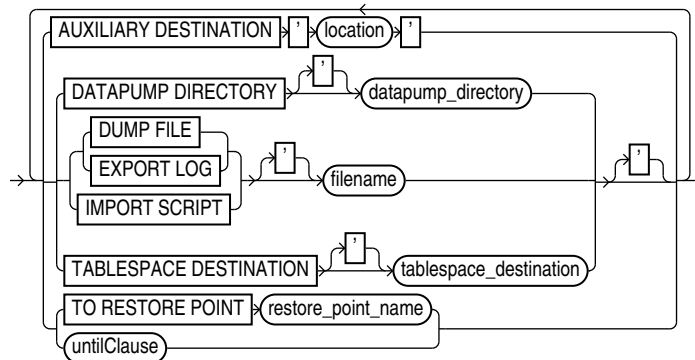 AUXILIARY DESTINATION ' location '
DATAPUMP DIRECTORY ' datapump_directory
DUMP FILE
EXPORT LOG
IMPORT SCRIPT
' filename
'
TABLESPACE DESTINATION ' tablespace_destination
TO RESTORE POINT restore_point_name
untilClause